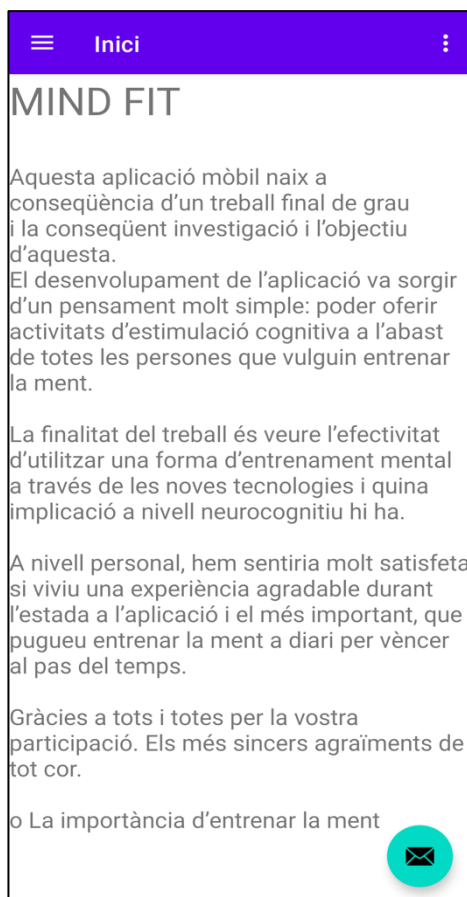 Inici
MIND FIT
Aquesta aplicació mòbil naix a
conseqüència d’un treball final de grau
i la conseqüent investigació i l’objectiu
d’aquesta.
El desenvolupament de l’aplicació va sorgir
d’un pensament molt simple: poder oferir
activitats d’estimulació cognitiva a l’abast
de totes les persones que vulguin entrenar
la ment.
La finalitat del treball és veure l’efectivitat
d’utilitzar una forma d’entrenament mental
a través de les noves tecnologies i quina
implicació a nivell neurocognitiu hi ha.
A nivell personal, hem sentiria molt satisfeta
si viviu una experiència agradable durant
l’estada a l’aplicació i el més important, que
pugueu entrenar la ment a diari per vèncer
al pas del temps.
Gràcies a tots i totes per la vostra
participació. Els més sincers agraïments de
tot cor.
o La importància d’entrenar la ment